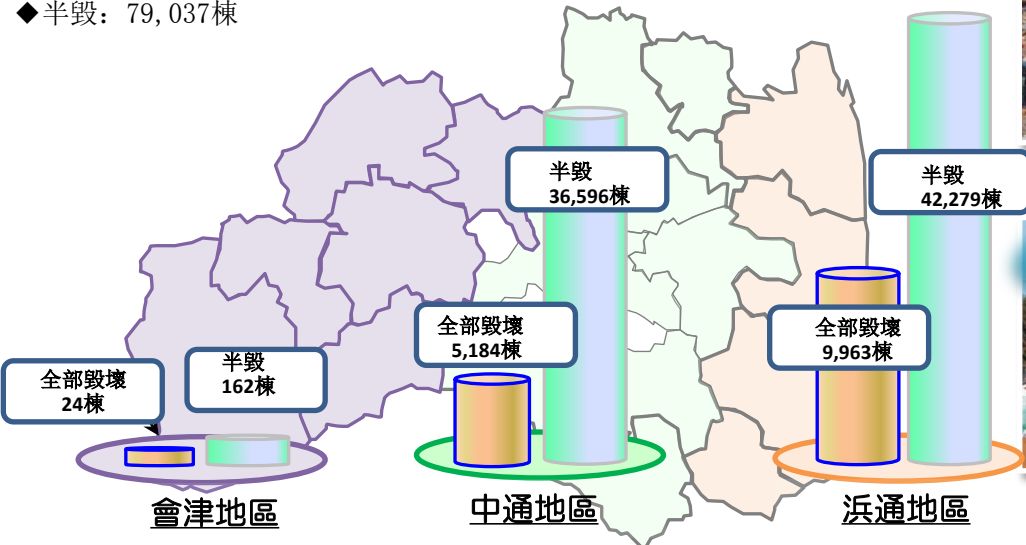 ◆半毀：79,037棟
半毀
36,596棟
半毀
42,279棟
全部毀壞
5,184棟
全部毀壞
9,963棟
半毀
162棟
全部毀壞
24棟
會津地區
中通地區
浜通地區